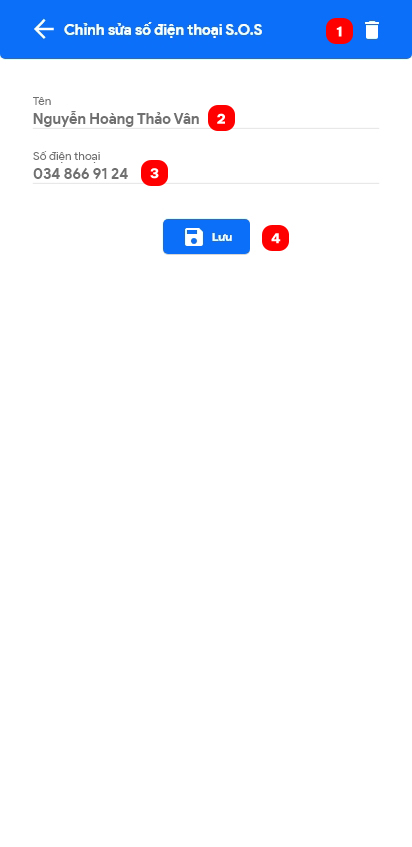 Chỉnh sửa số điện thoại S.O.S 1
Tên
Nguyễn Hoàng Thảo Vân 2
Số điện thoại
034 866 91 24 3
Lưu 4